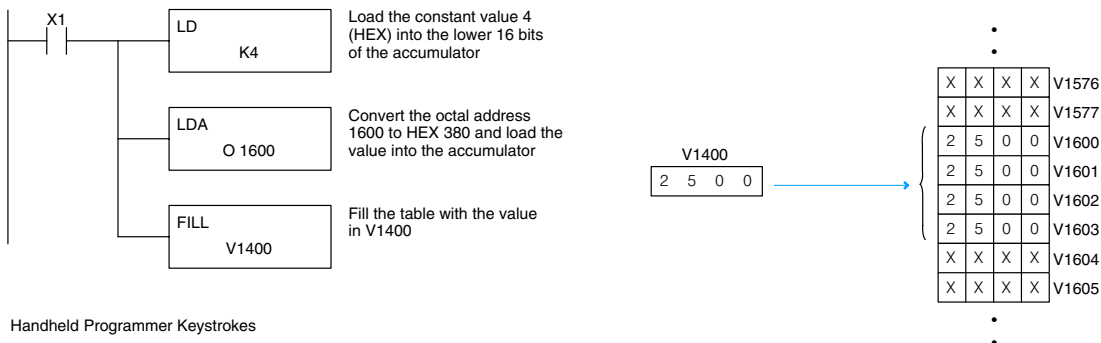 X1
LD
K4
Load the constant value 4
(HEX) into the lower 16 bits
of the accumulator
LDA
O 1600
Convert the octal address
1600 to HEX 380 and load the
value into the accumulator
FILL
V1400
Fill the table with the value
in V1400
Handheld Programmer Keystrokes
V1400
2 5 0 0
X X X X V1576
X X X X V1577
2 5 0 0 V1600
2 5 0 0 V1601
2 5 0 0 V1602
2 5 0 0 V1603
X X X X V1604
X X X X V1605